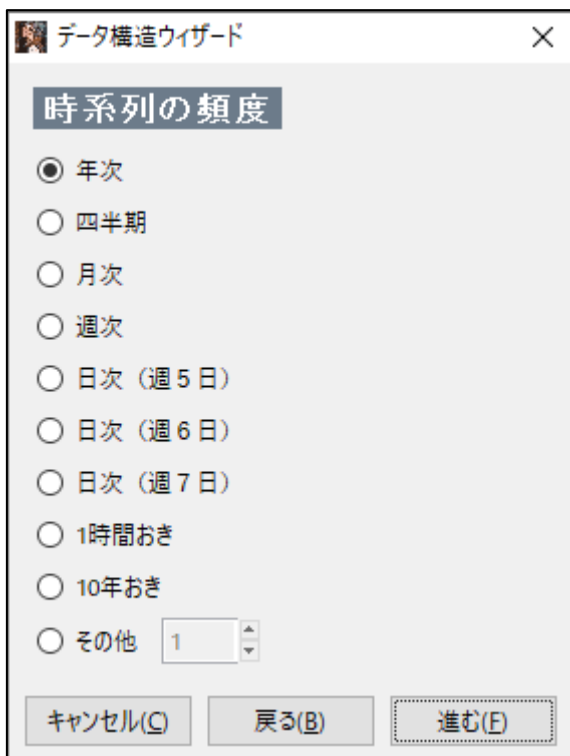 データ構造ウィザード
時系列の頻度
年次
四半期
月次
週次
日次（週５日）
日次（週６日）
日次（週７日）
1時間おき
10年おき
その他 1
キャンセル(C) 戻る(B) 進む(F)